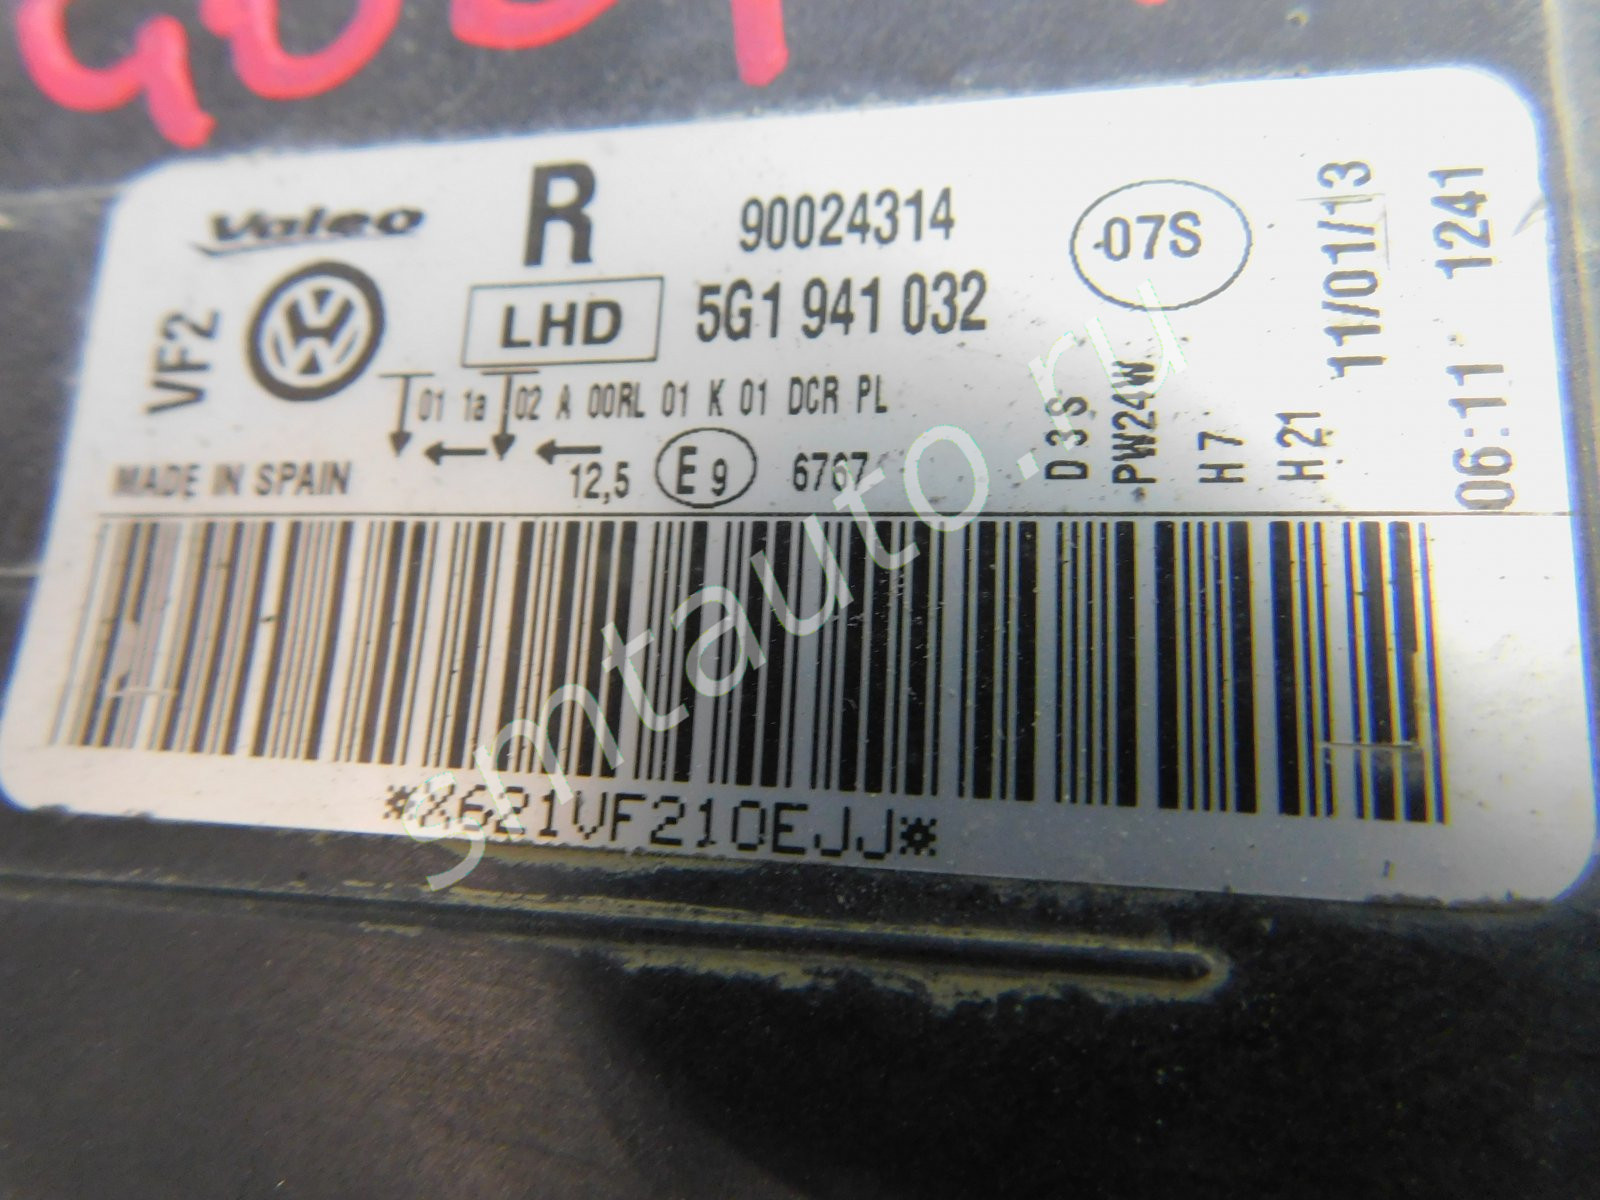 Valeo
R
90024314
07S
VF2
LHD
5G1 941 032
01 1a 02 A 00RL 01 K 01 DCR PL
MADE IN SPAIN
12,5
E9
6767
D3S
PW24W
H7
H21
11/01/13
06:11 1241
*X621VF210EJJ*
smtauto.ru